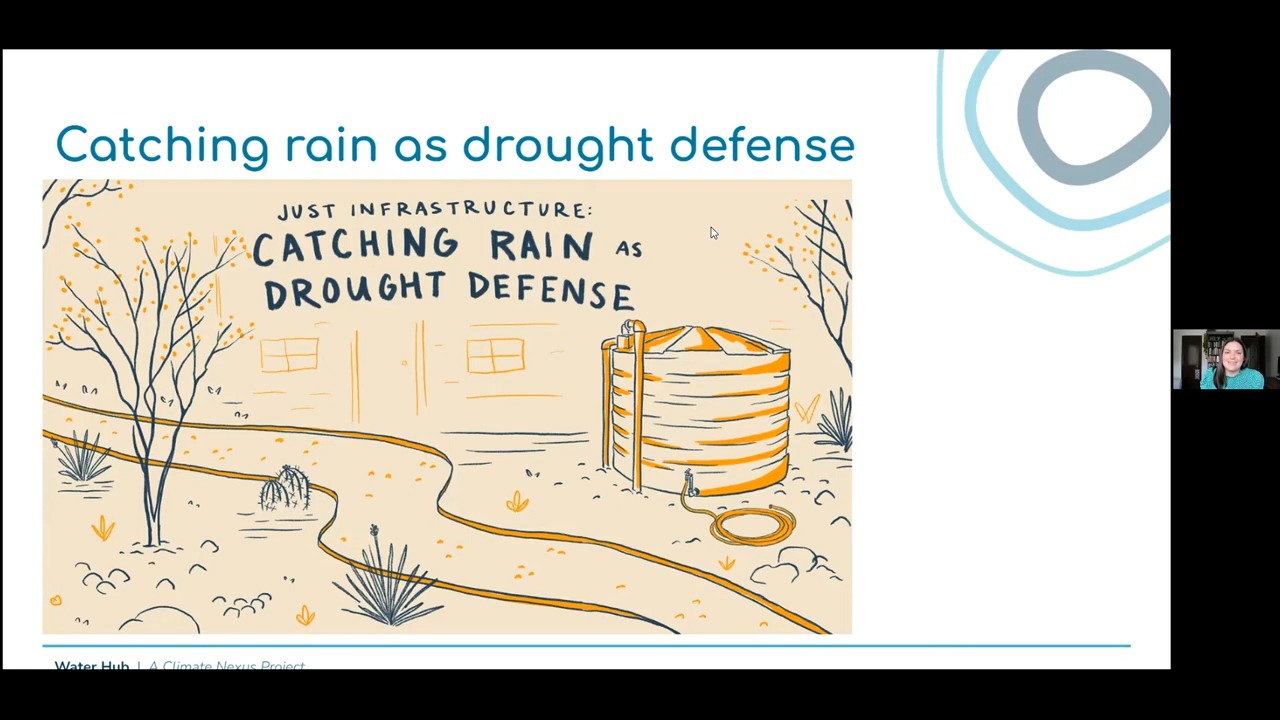 Catching rain as drought defense
JUST INFRASTRUCTURE:
CATCHING RAIN AS
DROUGHT DEFENSE
Water Hub | A Climate Nexus Project